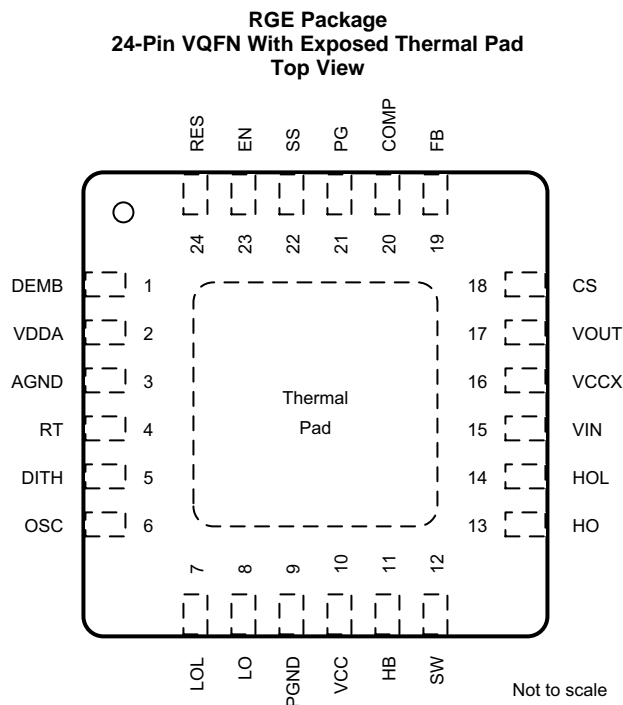 RGE Package
24-Pin VQFN With Exposed Thermal Pad
Top View
RES
EN
SS
PG
COMP
FB
24
23
22
21
20
19
DEMB 1
VDDA 2
AGND 3
RT 4
DITH 5
OSC 6
Thermal
Pad
18 CS
17 VOUT
16 VCCX
15 VIN
14 HOL
13 HO
7
8
9
10
11
12
LOL
LO
PGND
VCC
HB
SW
Not to scale